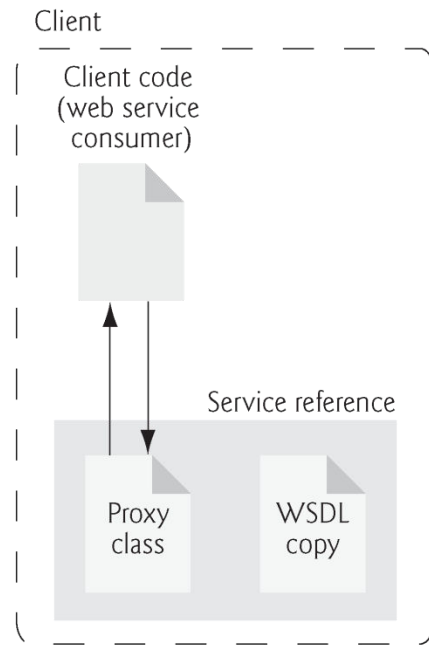 Client
Client code
(web service
consumer)
Service reference
Proxy
class
WSDL
copy